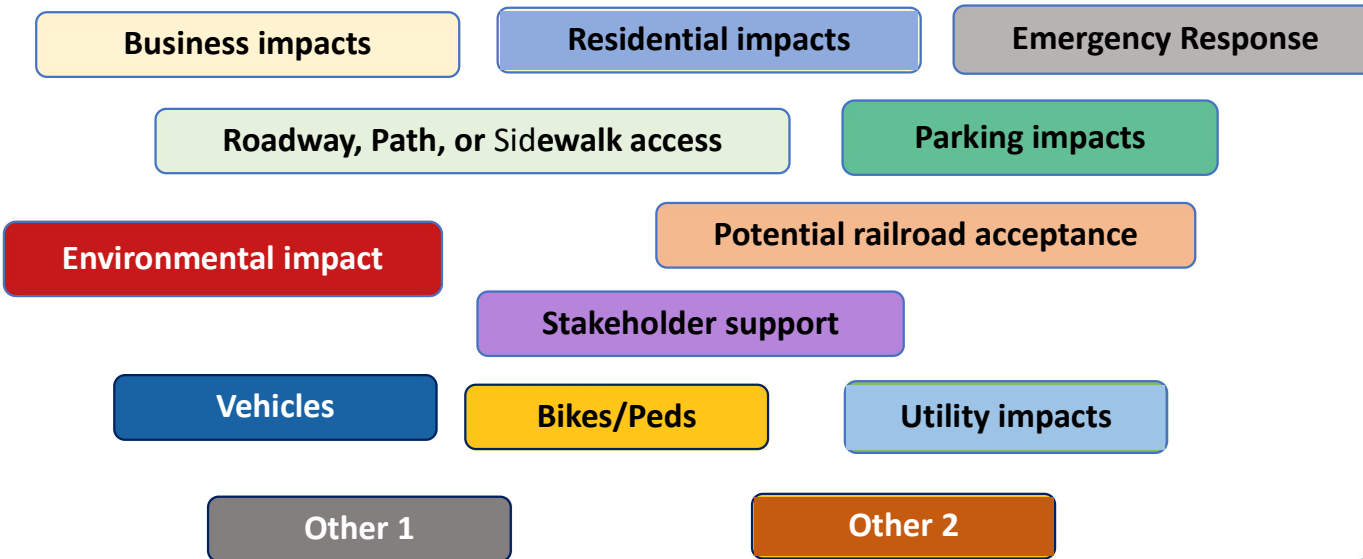 Business impacts
Residential impacts
Emergency Response
Roadway, Path, or Sidewalk access
Parking impacts
Environmental impact
Potential railroad acceptance
Stakeholder support
Vehicles
Bikes/Peds
Utility impacts
Other 1
Other 2